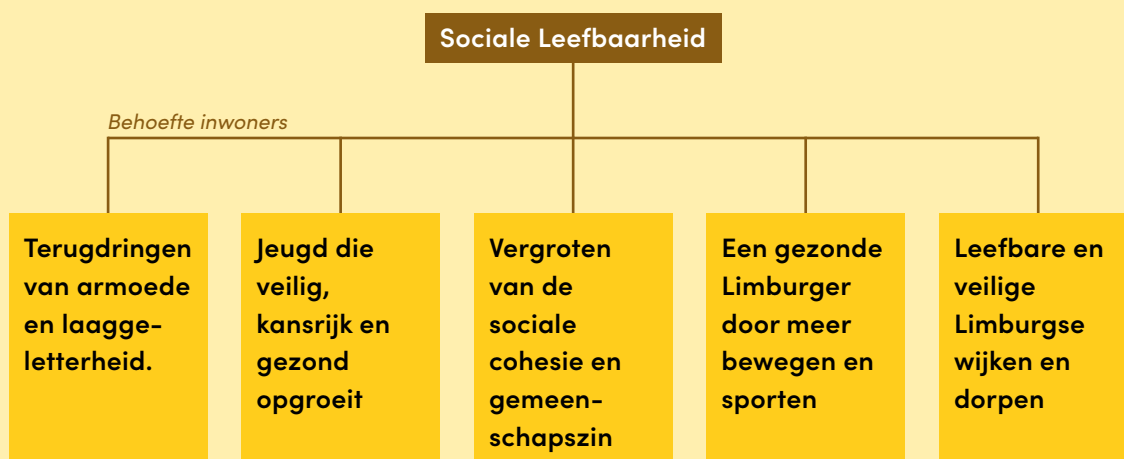 Sociale Leefbaarheid
Behoefte inwoners
Terugdringen
van armoede
en laagge-
letterheid.
Jeugd die
veilig,
kansrijk en
gezond
opgroeit
Vergroten
van de
sociale
cohesie en
gemeen-
schapszin
Een gezonde
Limburger
door meer
bewegen en
sporten
Leefbare en
veilige
Limburgse
wijken en
dorpen